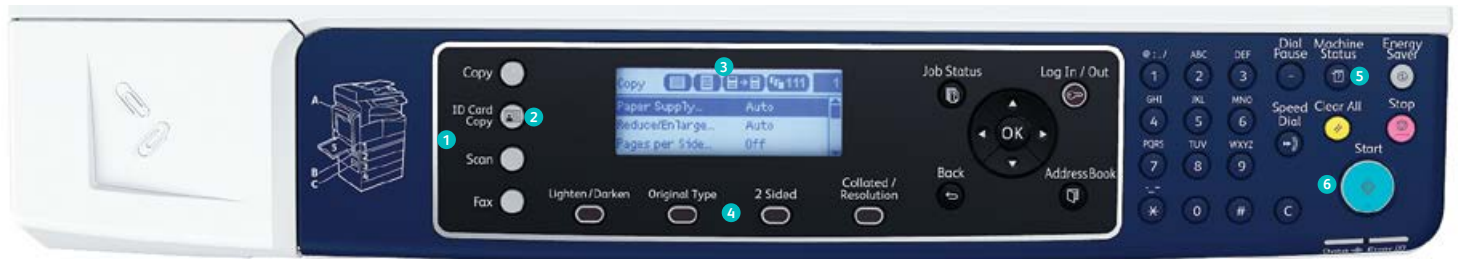 A
5
B
C
1
Copy
ID Card
Copy
2
Scan
Fax
3
Copy 111 1
Paper Supply... Auto
Reduce/Enlarge... Auto
Pages per Side... Off
Lighten/Darken
Original Type
4
2 Sided
Collated /
Resolution
Job Status
Log In / Out
OK
Back
Address Book
@:./ ABC DEF
1 2 3
GHI JKL MNO
4 5 6
PQRS TUV WXYZ
7 8 9
* 0 # C
Dial
Pause
-
Machine
Status
5
Energy
Saver
Speed
Dial
Clear All
Stop
Start
6